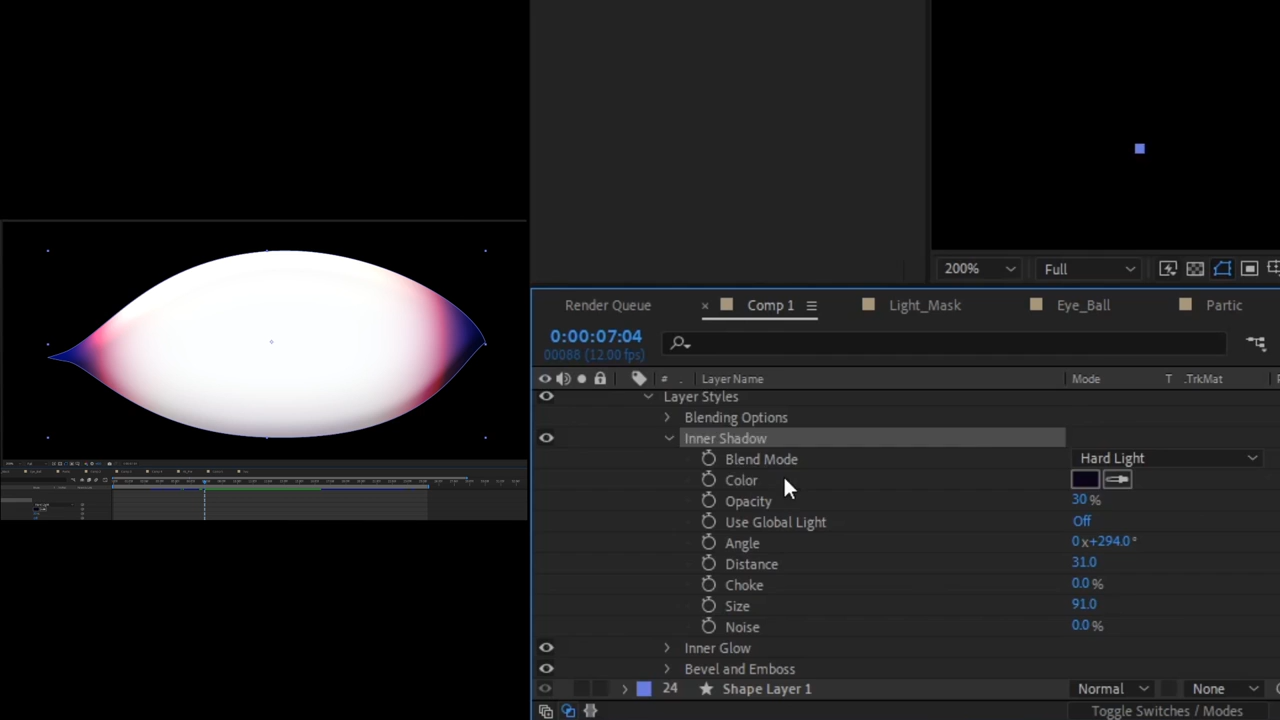 200%
Full
Render Queue
× Comp 1
Light_Mask
Eye_Ball
Partic
0:00:07:04
00088 (12.00 fps)
# . Layer Name Mode T .TrkMat
Layer Styles
Blending Options
Inner Shadow
Blend Mode Hard Light
Color
Opacity 30 %
Use Global Light Off
Angle 0 x+294.0°
Distance 31.0
Choke 0.0 %
Size 91.0
Noise 0.0 %
Inner Glow
Bevel and Emboss
24 Shape Layer 1 Normal None
Toggle Switches / Modes